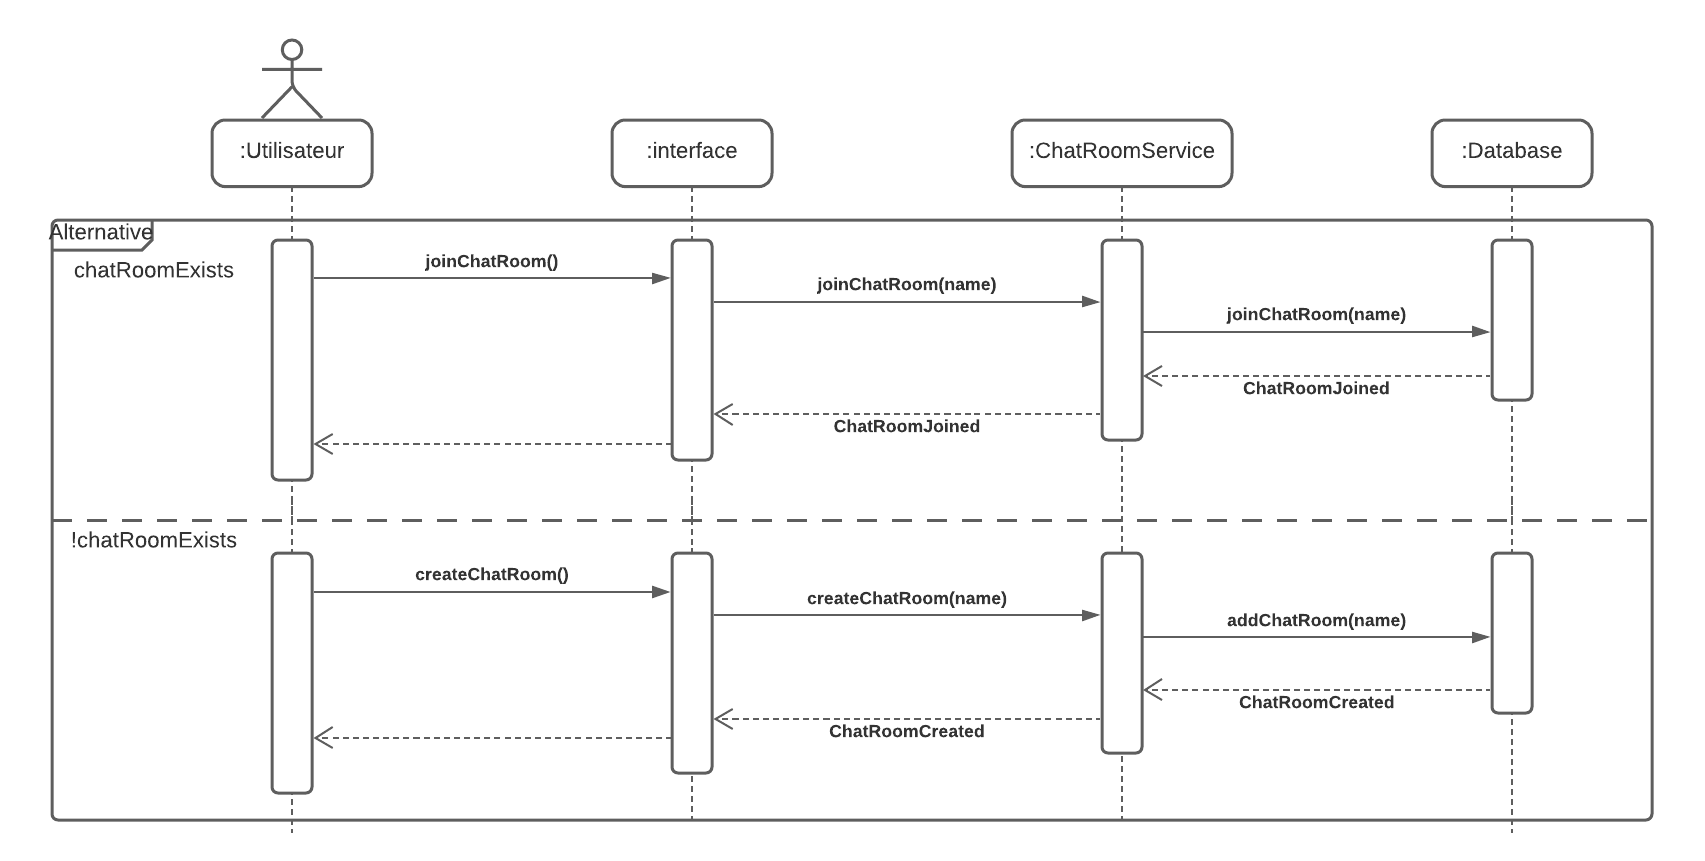 :Utilisateur
:interface
:ChatRoomService
:Database
Alternative
chatRoomExists
joinChatRoom()
joinChatRoom(name)
joinChatRoom(name)
ChatRoomJoined
ChatRoomJoined
!chatRoomExists
createChatRoom()
createChatRoom(name)
addChatRoom(name)
ChatRoomCreated
ChatRoomCreated